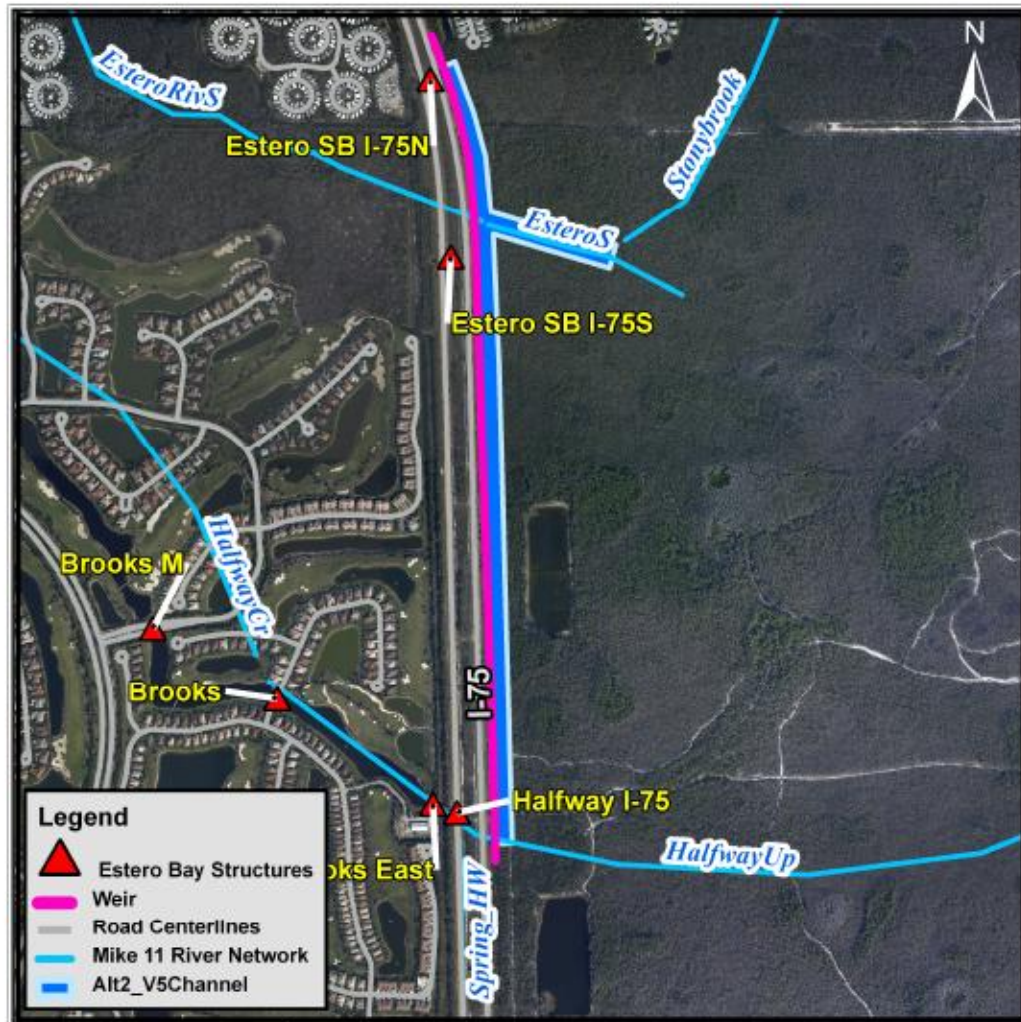 N
EsteroRivS
Stonybrook
Estero SB I-75N
EsteroS
Estero SB I-75S
HalfwayCr
Brooks M
I-75
Brooks
Halfway I-75
HalfwayUp
oks East
Spring_HW
Legend
Estero Bay Structures
Weir
Road Centerlines
Mike 11 River Network
Alt2_V5Channel